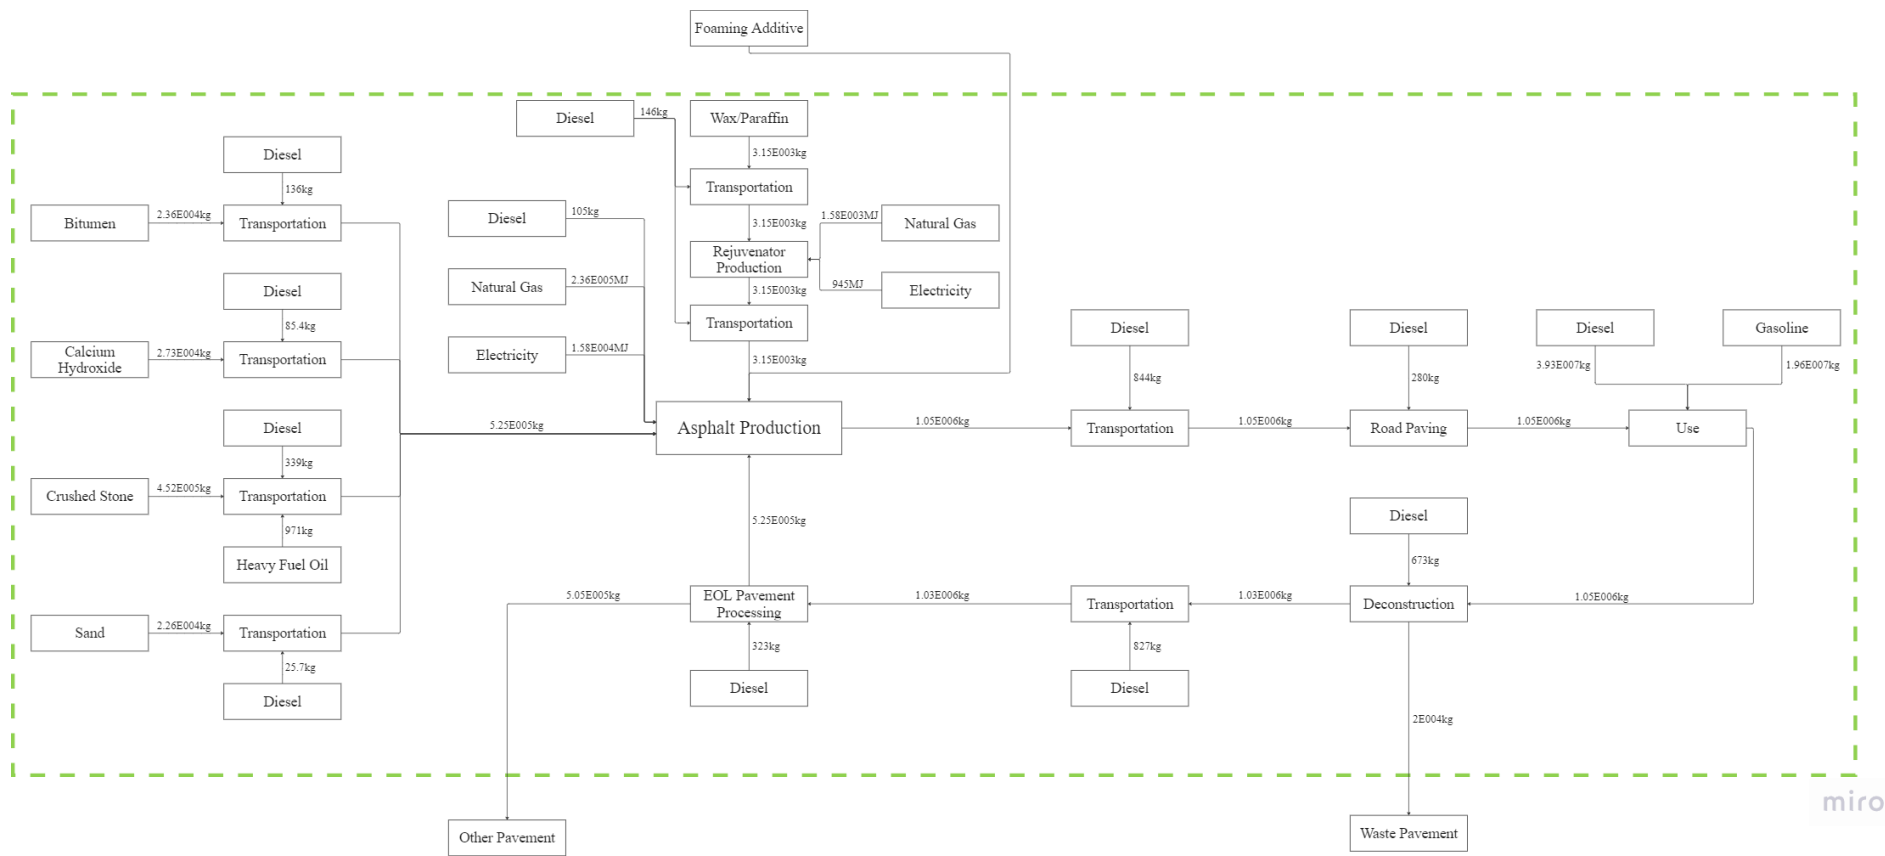 Foaming Additive
Diesel
146kg
Wax/Paraffin
3.15E003kg
Transportation
3.15E003kg
Rejuvenator
Production
1.58E003MJ
Natural Gas
945MJ
Electricity
3.15E003kg
Transportation
3.15E003kg
Diesel
136kg
Bitumen
2.36E004kg
Transportation
Diesel
85.4kg
Calcium
Hydroxide
2.73E004kg
Transportation
Diesel
339kg
Crushed Stone
4.52E005kg
Transportation
971kg
Heavy Fuel Oil
Sand
2.26E004kg
Transportation
25.7kg
Diesel
Diesel
105kg
Natural Gas
2.36E005MJ
Electricity
1.58E004MJ
5.25E005kg
Asphalt Production
1.05E006kg
Diesel
844kg
Transportation
1.05E006kg
Diesel
280kg
Road Paving
1.05E006kg
Diesel
3.93E007kg
Gasoline
1.96E007kg
Use
1.05E006kg
Diesel
673kg
Deconstruction
1.03E006kg
Transportation
827kg
Diesel
1.03E006kg
EOL Pavement
Processing
323kg
Diesel
5.25E005kg
5.05E005kg
2E004kg
Other Pavement
Waste Pavement
miro